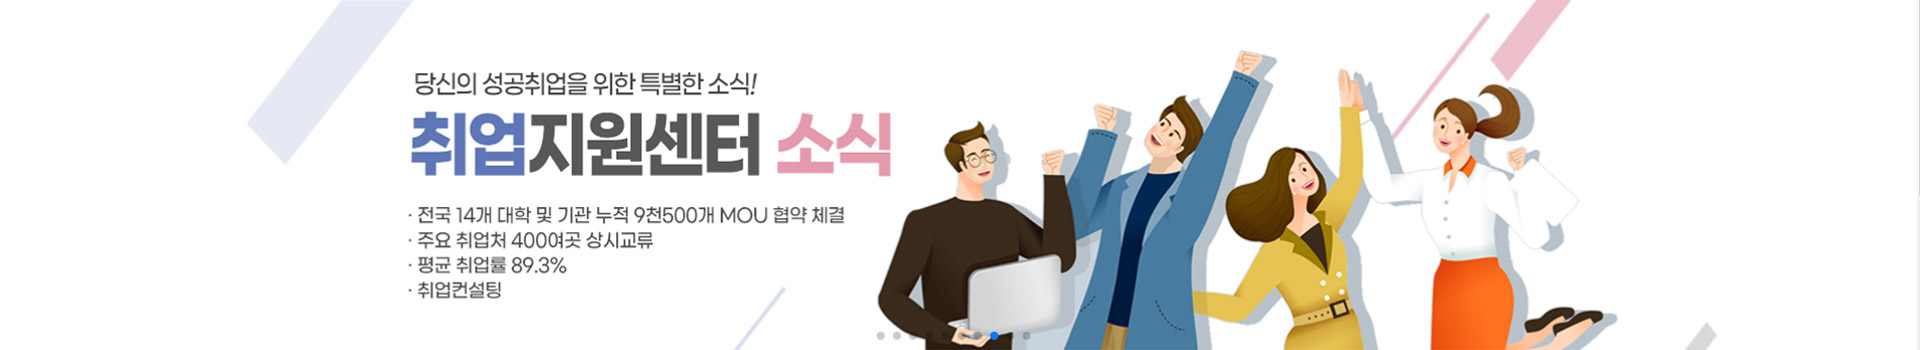 당신의 성공취업을 위한 특별한 소식!
취업지원센터 소식
· 전국 14개 대학 및 기관 누적 9천500개 MOU 협약 체결
· 주요 취업처 400여곳 상시교류
· 평균 취업률 89.3%
· 취업컨설팅